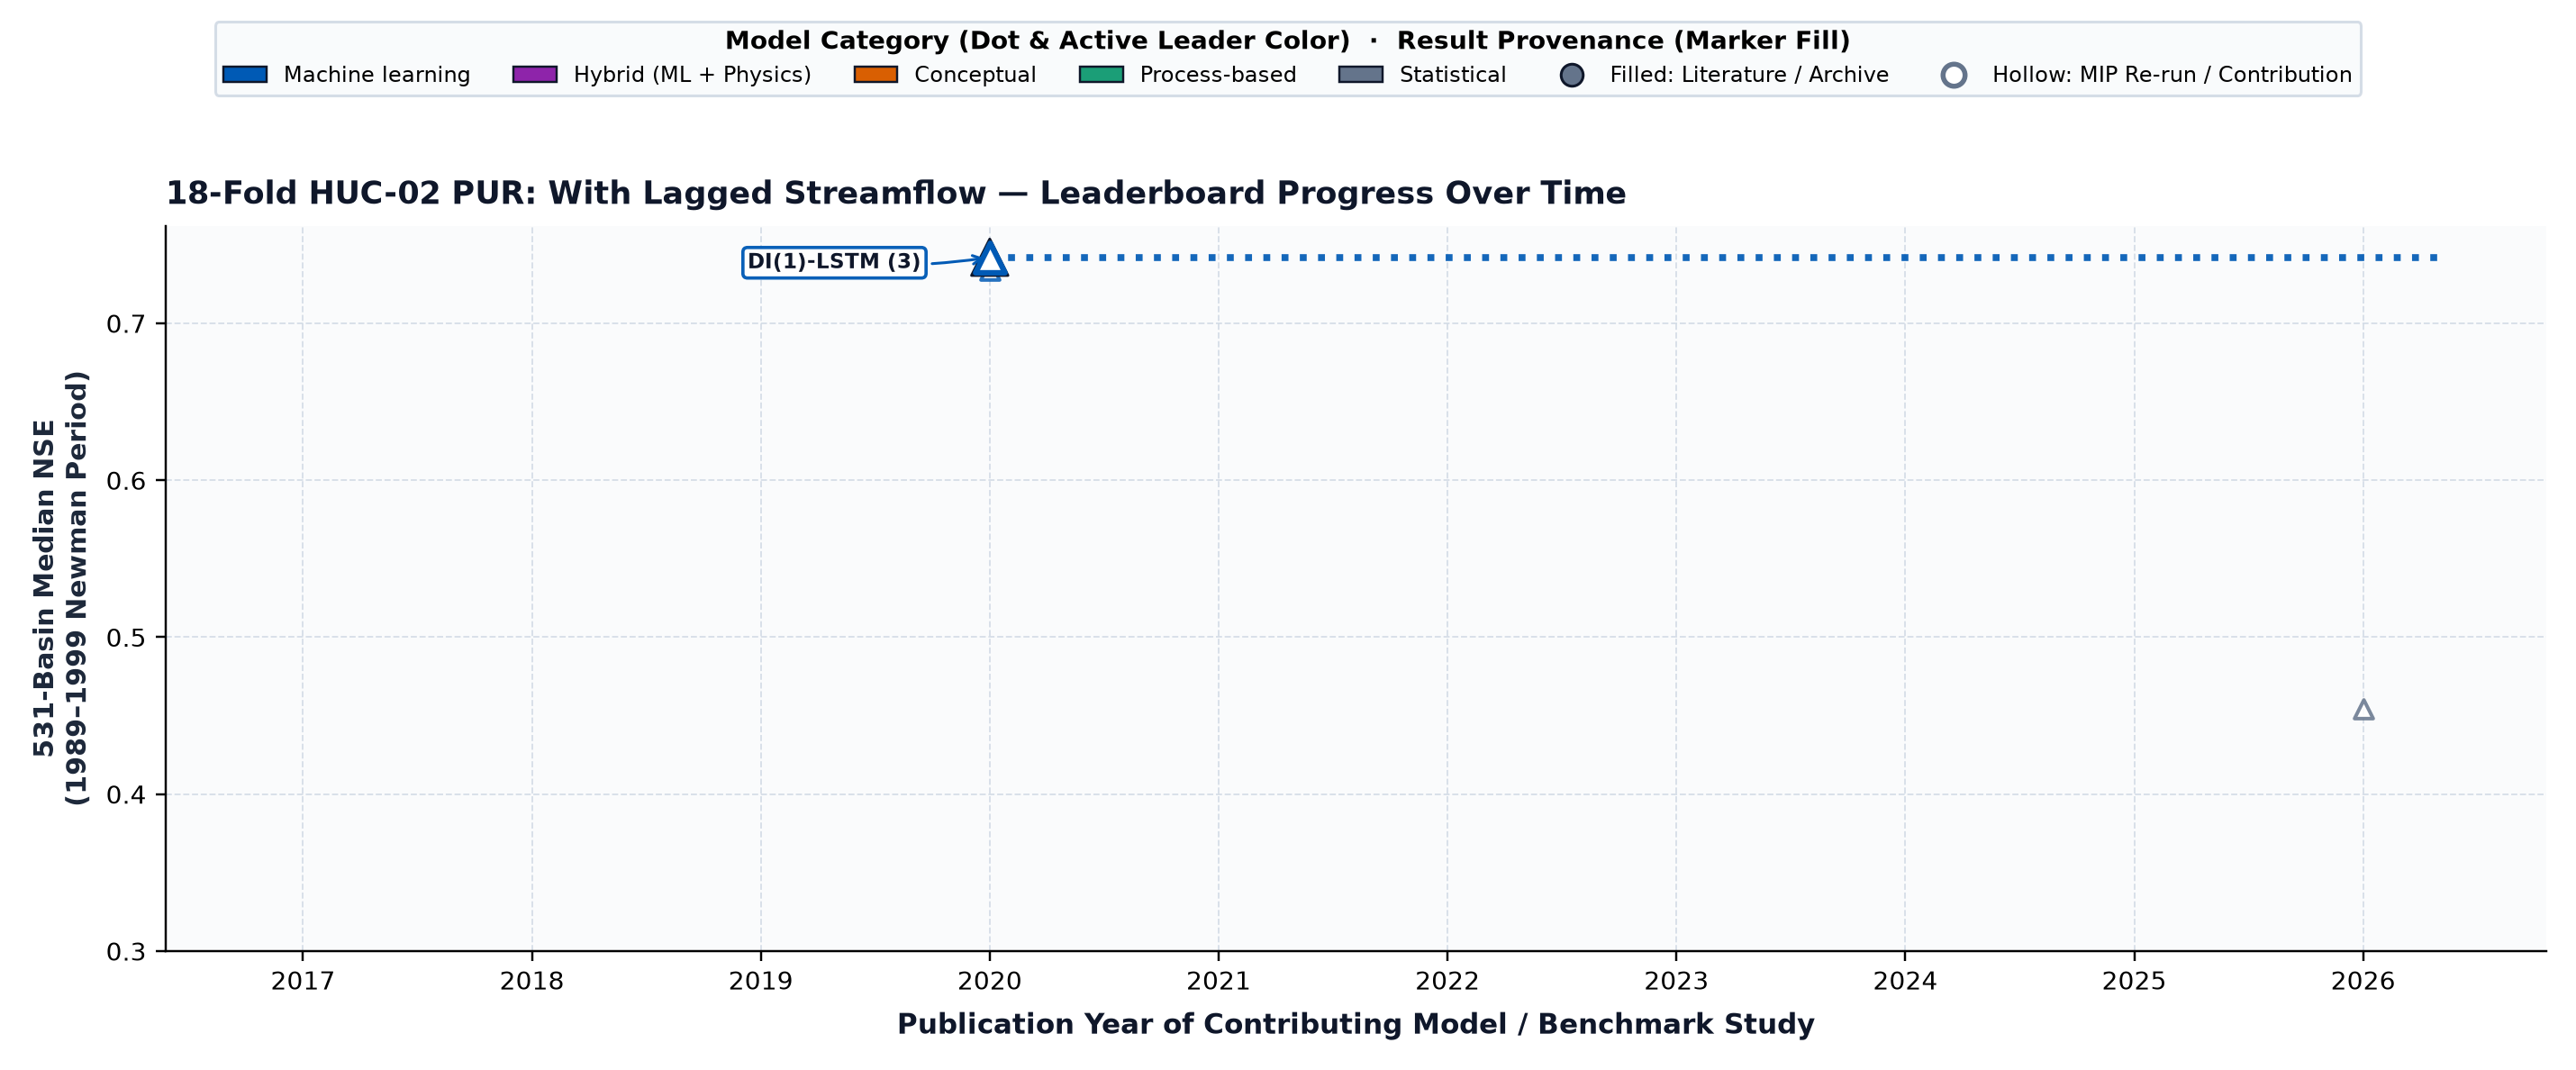 Model Category (Dot & Active Leader Color)  ·  Result Provenance (Marker Fill)
Machine learning  Hybrid (ML + Physics)  Conceptual  Process-based  Statistical  Filled: Literature / Archive  Hollow: MIP Re-run / Contribution
18-Fold HUC-02 PUR: With Lagged Streamflow — Leaderboard Progress Over Time
DI(1)-LSTM (3)
531-Basin Median NSE
(1989–1999 Newman Period)
0.7
0.6
0.5
0.4
0.3
2017 2018 2019 2020 2021 2022 2023 2024 2025 2026
Publication Year of Contributing Model / Benchmark Study